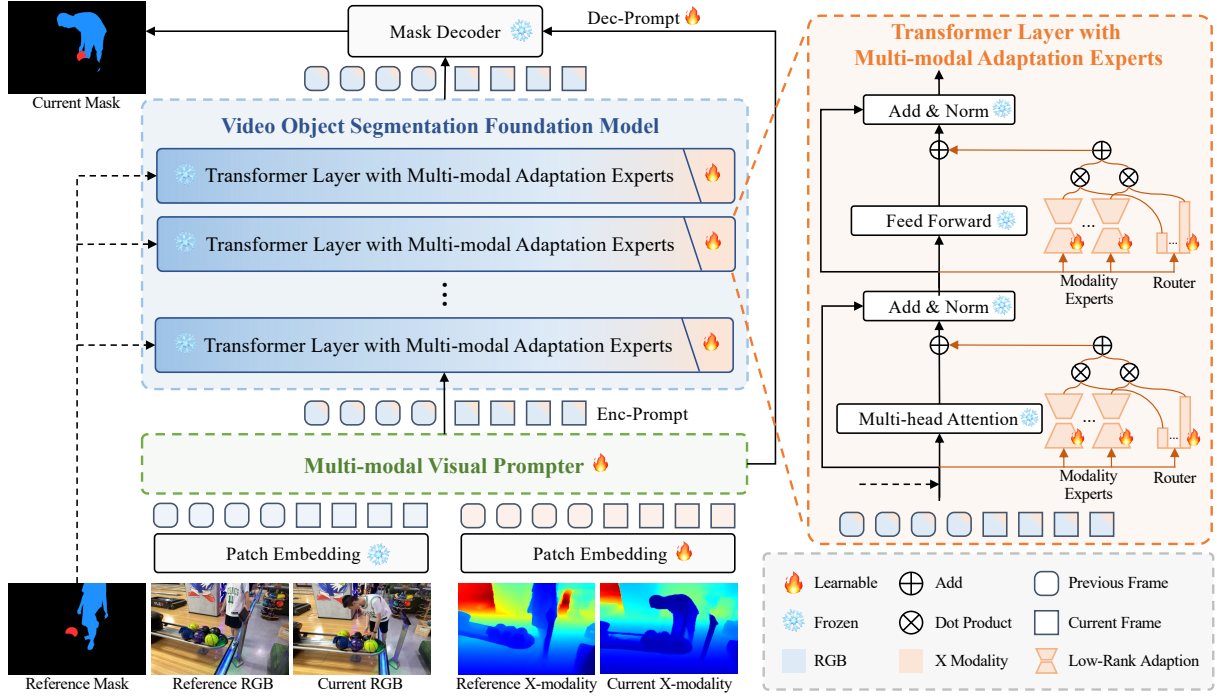 Dec-Prompt
Mask Decoder
Current Mask
Video Object Segmentation Foundation Model
Transformer Layer with Multi-modal Adaptation Experts
Transformer Layer with Multi-modal Adaptation Experts
Transformer Layer with Multi-modal Adaptation Experts
Enc-Prompt
Multi-modal Visual Prompter
Patch Embedding
Patch Embedding
Reference Mask
Reference RGB
Current RGB
Reference X-modality
Current X-modality
Transformer Layer with
Multi-modal Adaptation Experts
Add & Norm
Feed Forward
...
...
Modality
Experts
Router
Add & Norm
Multi-head Attention
...
...
Modality
Experts
Router
Learnable
Add
Previous Frame
Frozen
Dot Product
Current Frame
RGB
X Modality
Low-Rank Adaption